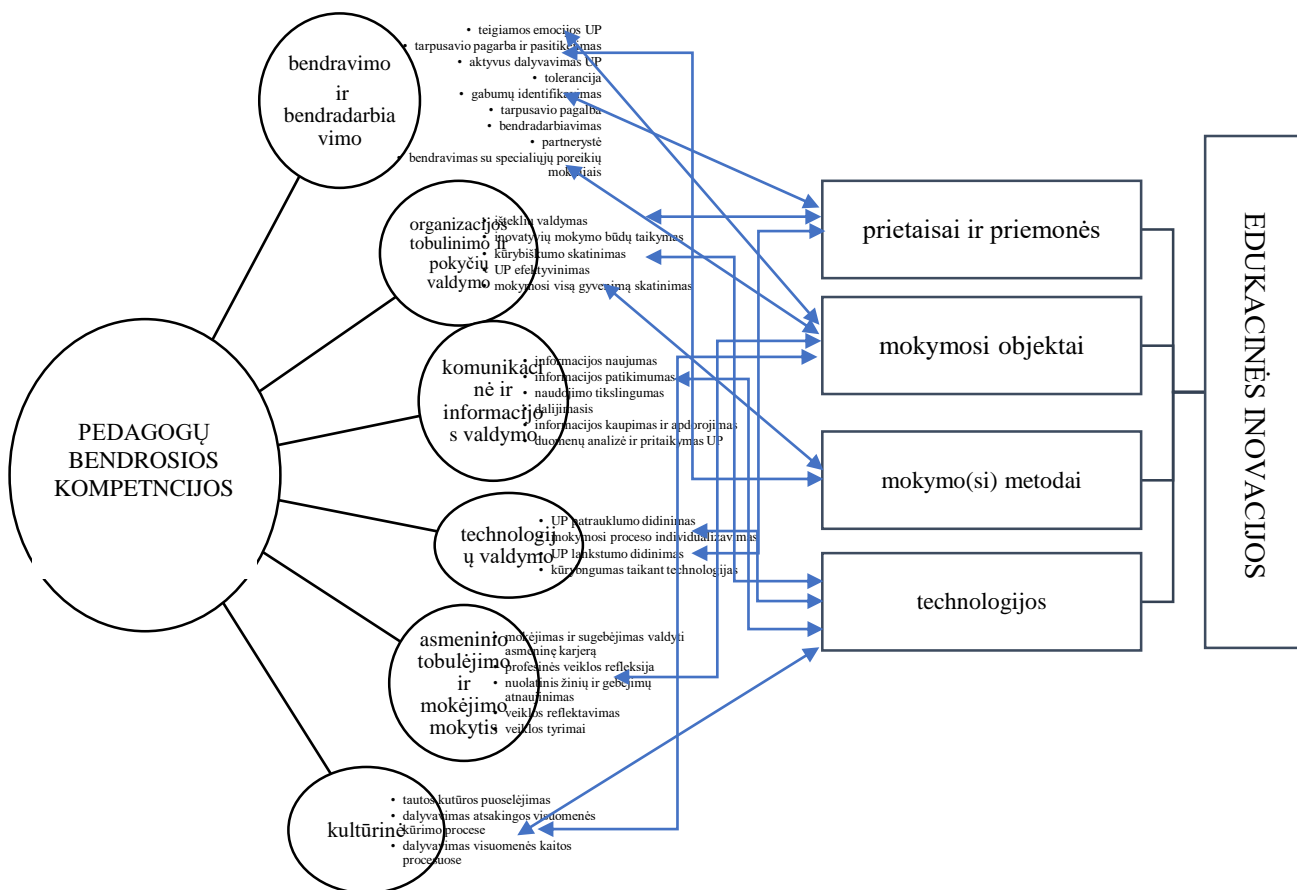 PEDAGOGŲ
BENDROSIOS
KOMPETNCIJOS
bendravimo
ir
bendradarbia
vimo
• teigiamos emocijos UP
• tarpusavio pagarba ir pasitikėjimas
• aktyvus dalyvavimas UP
• tolerancija
• gabumų identifikavimas
• tarpusavio pagalba
• bendradarbiavimas
• partnerystė
• bendravimas su specialiųjų poreikių
mokiniais
organizacijos
tobulinimo ir
pokyčių
valdymo
• išteklių valdymas
• inovatyvių mokymo būdų taikymas
• kūrybiškumo skatinimas
• UP efektyvinimas
• mokymosi visą gyvenimą skatinimas
komunikaci
nė ir
informacijo
s valdymo
• informacijos naujumas
• informacijos patikimumas
• naudojimo tikslingumas
• dalijimasis
• informacijos kaupimas ir apdorojimas
• duomenų analizė ir pritaikymas UP
technologij
ų valdymo
• UP patrauklumo didinimas
• mokymosi proceso individualizavimas
• UP lankstumo didinimas
• kūrybngumas taikant technologijas
asmeninio
tobulėjimo
ir
mokėjimo
mokytis
• mokėjimas ir sugebėjimas valdyti
asmeninę karjerą
• profesinės veiklos refleksija
• nuolatinis žinių ir gebėjimų
atnaujinimas
• veiklos reflektavimas
• veiklos tyrimai
kultūrinė
• tautos kutūros puoselėjimas
• dalyvavimas atsakingos visuomenės
kūrimo procese
• dalyvavimas visuomenės kaitos
procesuose
prietaisai ir priemonės
mokymosi objektai
mokymo(si) metodai
technologijos
EDUKACINĖS INOVACIJOS